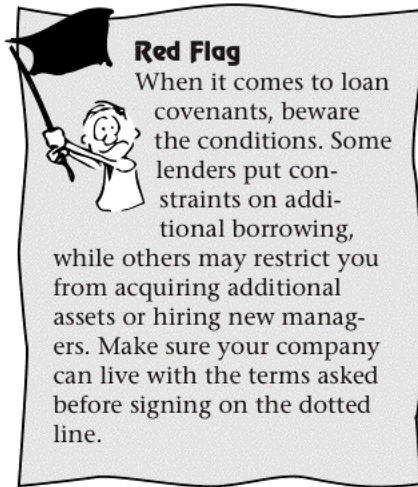 Red Flag
When it comes to loan
covenants, beware
the conditions. Some
lenders put con-
straints on addi-
tional borrowing,
while others may restrict you
from acquiring additional
assets or hiring new manag-
ers. Make sure your company
can live with the terms asked
before signing on the dotted
line.